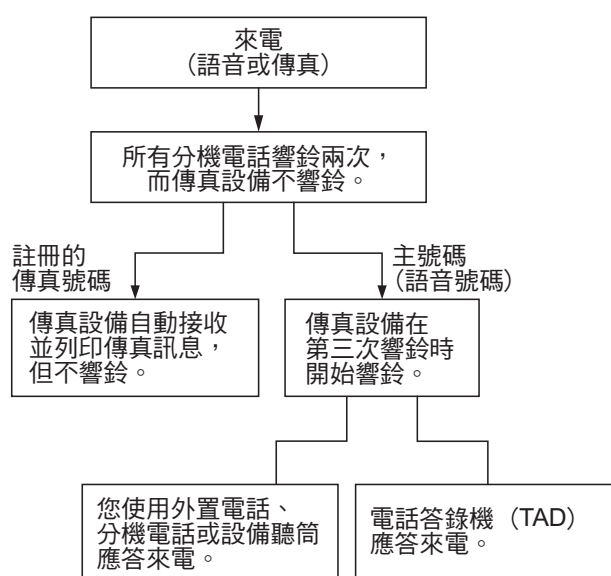 來電
（語音或傳真）
所有分機電話響鈴兩次，
而傳真設備不響鈴。
註冊的
傳真號碼
主號碼
（語音號碼）
傳真設備自動接收
並列印傳真訊息，
但不響鈴。
傳真設備在
第三次響鈴時
開始響鈴。
您使用外置電話、
分機電話或設備聽筒
應答來電。
電話答錄機（TAD）
應答來電。